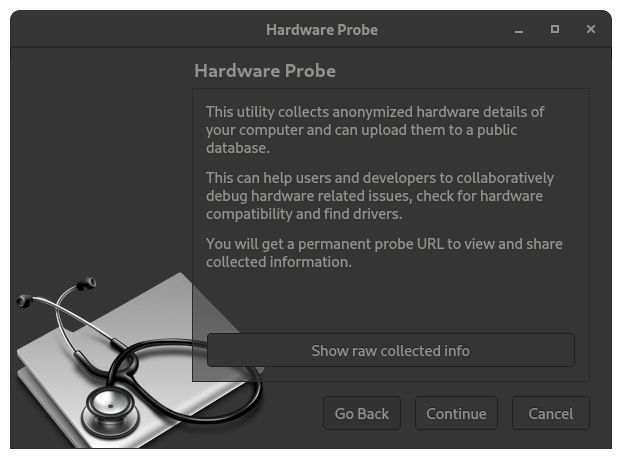 Hardware Probe
Hardware Probe
This utility collects anonymized hardware details of
your computer and can upload them to a public
database.
This can help users and developers to collaboratively
debug hardware related issues, check for hardware
compatibility and find drivers.
You will get a permanent probe URL to view and share
collected information.
Show raw collected info
Go Back
Continue
Cancel